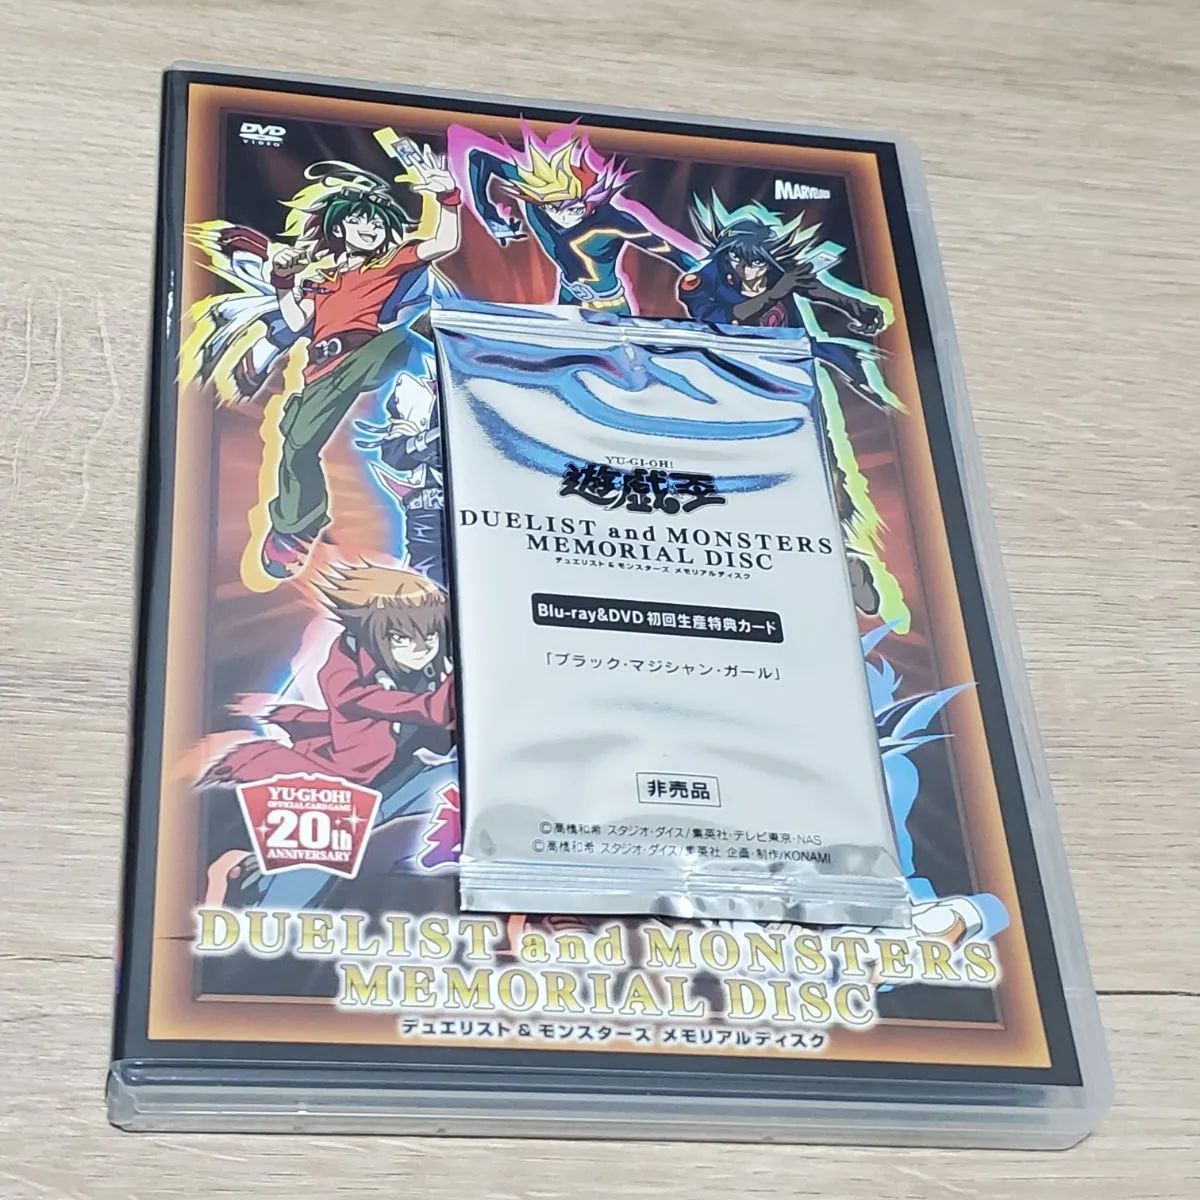 DVD
VIDEO
MARVELOUS!
YU-GI-OH!
遊戯王
DUELIST and MONSTERS
MEMORIAL DISC
デュエリスト&モンスターズ メモリアルディスク
Blu-ray&DVD 初回生産特典カード
「ブラック・マジシャン・ガール」
非売品
©高橋和希 スタジオ・ダイス/集英社・テレビ東京・NAS
©高橋和希 スタジオ・ダイス/集英社 企画・制作/KONAMI
YU-GI-OH!
OFFICIAL CARD GAME
20th
ANNIVERSARY
DUELIST and MONSTERS
MEMORIAL DISC
デュエリスト&モンスターズ メモリアルディスク